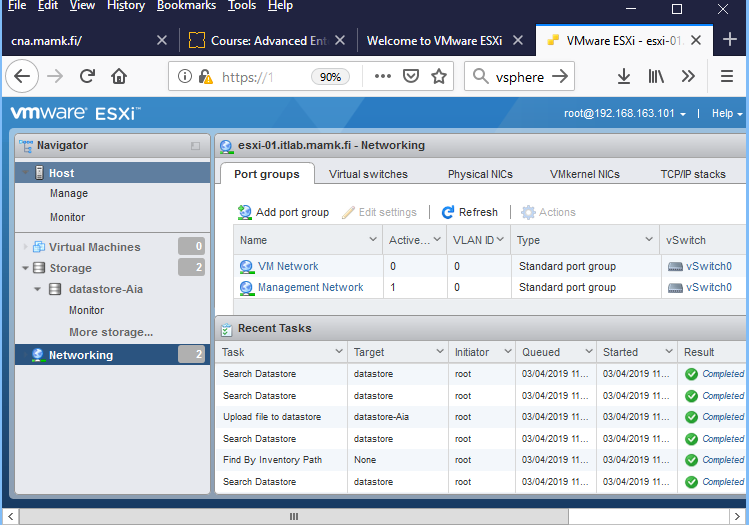 File Edit View History Bookmarks Tools Help
cna.mamk.fi/ Course: Advanced Ent Welcome to VMware ESXi VMware ESXi - esxi-01
https://1 90% vsphere
vmware ESXi™ root@192.168.163.101 Help
Navigator
Host
Manage
Monitor
Virtual Machines 0
Storage 2
datastore-Aia
Monitor
More storage...
Networking 2
esxi-01.itlab.mamk.fi - Networking
Port groups Virtual switches Physical NICs VMkernel NICs TCP/IP stacks
Add port group Edit settings Refresh Actions
Name Active... VLAN ID Type vSwitch
VM Network 0 0 Standard port group vSwitch0
Management Network 1 0 Standard port group vSwitch0
Recent Tasks
Task Target Initiator Queued Started Result
Search Datastore datastore root 03/04/2019 11... 03/04/2019 11... Completed
Search Datastore datastore root 03/04/2019 11... 03/04/2019 11... Completed
Upload file to datastore datastore-Aia root 03/04/2019 11... 03/04/2019 11... Completed
Search Datastore datastore root 03/04/2019 11... 03/04/2019 11... Completed
Find By Inventory Path None root 03/04/2019 11... 03/04/2019 11... Completed
Search Datastore datastore root 03/04/2019 11... 03/04/2019 11... Completed